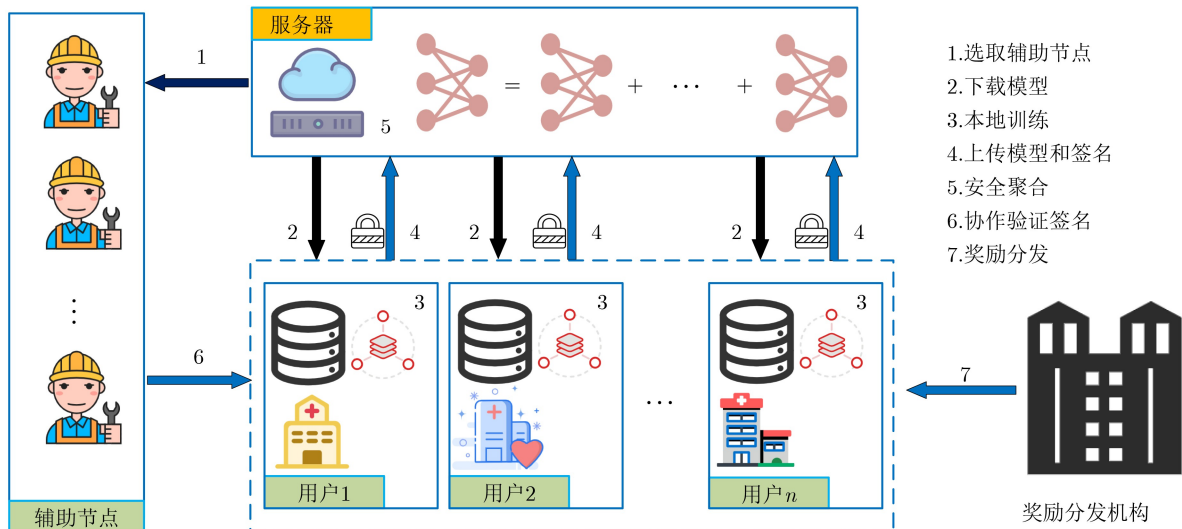 服务器
1
5
=
+
···
+
1.选取辅助节点
2.下载模型
3.本地训练
4.上传模型和签名
5.安全聚合
6.协作验证签名
7.奖励分发
2
4
2
4
2
4
⋮
3
3
3
6
···
7
用户1
用户2
用户n
辅助节点
奖励分发机构